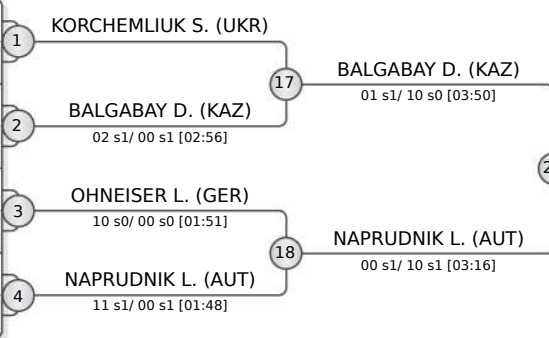 KORCHEMLIUK S. (UKR)
1
17
BALGABAY D. (KAZ)
01 s1/ 10 s0 [03:50]
BALGABAY D. (KAZ)
2
02 s1/ 00 s1 [02:56]
OHNEISER L. (GER)
3
10 s0/ 00 s0 [01:51]
18
NAPRUDNIK L. (AUT)
00 s1/ 10 s1 [03:16]
NAPRUDNIK L. (AUT)
4
11 s1/ 00 s1 [01:48]